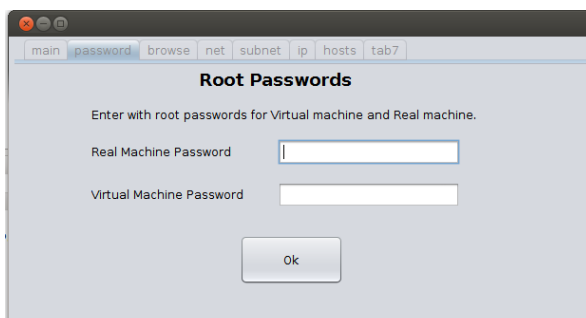 main password browse net subnet ip hosts tab7
Root Passwords
Enter with root passwords for Virtual machine and Real machine.
Real Machine Password
Virtual Machine Password
Ok